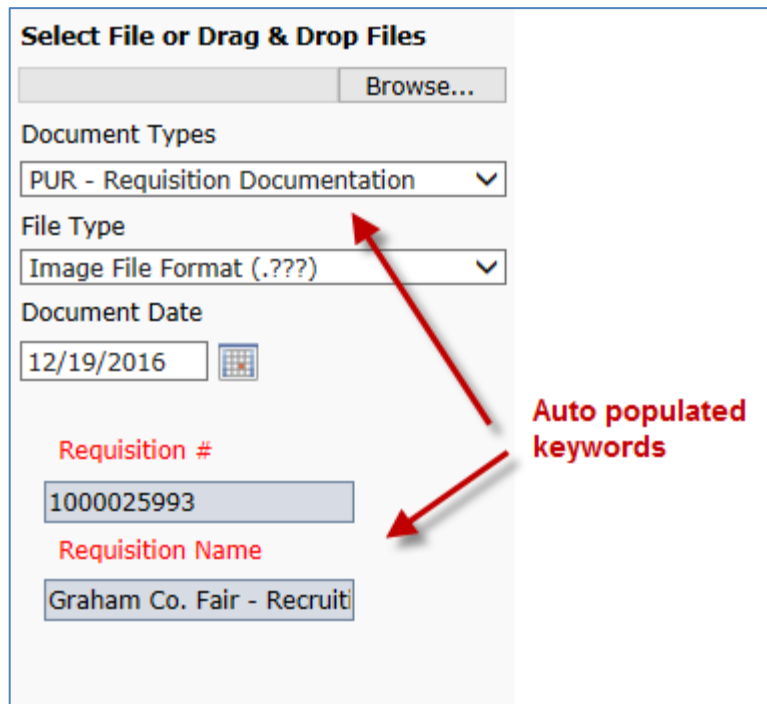 Select File or Drag & Drop Files
Browse...
Document Types
PUR - Requisition Documentation
File Type
Image File Format (.???)
Document Date
12/19/2016
Auto populated
keywords
Requisition #
1000025993
Requisition Name
Graham Co. Fair - Recruiti